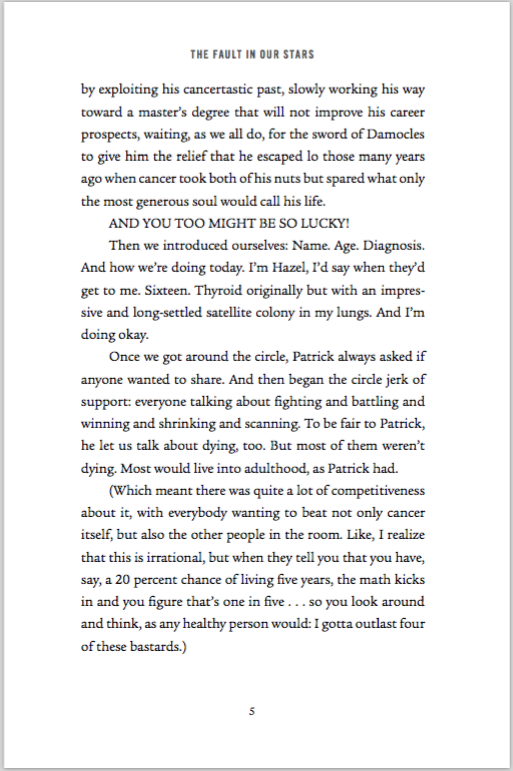 THE FAULT IN OUR STARS
by exploiting his cancertastic past, slowly working his way
toward a master's degree that will not improve his career
prospects, waiting, as we all do, for the sword of Damocles
to give him the relief that he escaped lo those many years
ago when cancer took both of his nuts but spared what only
the most generous soul would call his life.
AND YOU TOO MIGHT BE SO LUCKY!
Then we introduced ourselves: Name. Age. Diagnosis.
And how we're doing today. I'm Hazel, I'd say when they'd
get to me. Sixteen. Thyroid originally but with an impres-
sive and long-settled satellite colony in my lungs. And I'm
doing okay.
Once we got around the circle, Patrick always asked if
anyone wanted to share. And then began the circle jerk of
support: everyone talking about fighting and battling and
winning and shrinking and scanning. To be fair to Patrick,
he let us talk about dying, too. But most of them weren't
dying. Most would live into adulthood, as Patrick had.
(Which meant there was quite a lot of competitiveness
about it, with everybody wanting to beat not only cancer
itself, but also the other people in the room. Like, I realize
that this is irrational, but when they tell you that you have,
say, a 20 percent chance of living five years, the math kicks
in and you figure that's one in five . . . so you look around
and think, as any healthy person would: I gotta outlast four
of these bastards.)
5